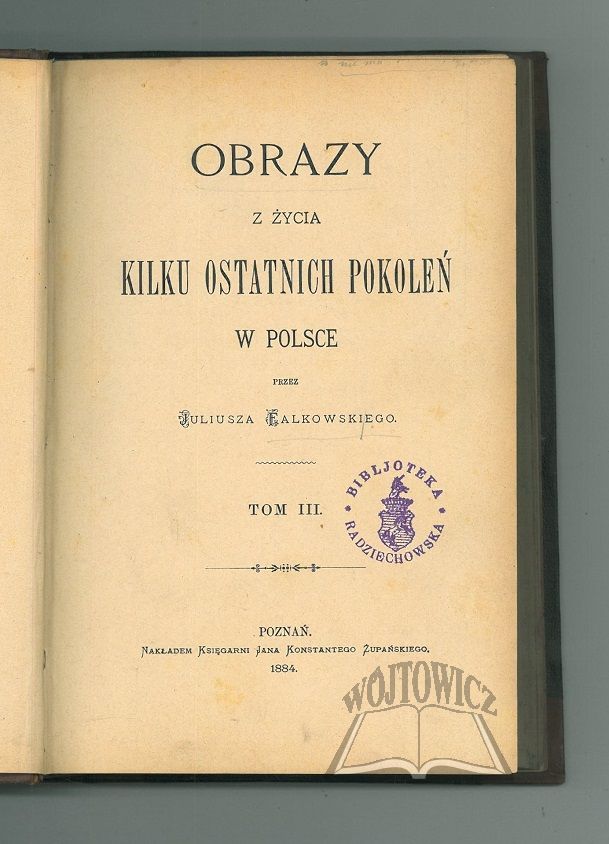 OBRAZY
Z ŻYCIA
KILKU OSTATNICH POKOLEŃ
W POLSCE
PRZEZ
JULIUSZA FALKOWSKIEGO.
TOM III.
BIBLJOTEKA
RADZIECHOWSKA
POZNAŃ.
NAKŁADEM KSIĘGARNI JANA KONSTANTEGO ŻUPAŃSKIEGO.
1884.
WÓJTOWICZ